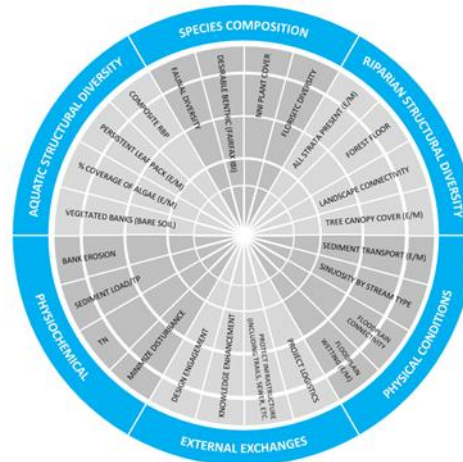 SPECIES COMPOSITION
RIPARIAN STRUCTURAL DIVERSITY
PHYSICAL CONDITIONS
EXTERNAL EXCHANGES
PHYSIOCHEMICAL
AQUATIC STRUCTURAL DIVERSITY
FAUNAL DIVERSITY
DESIRABLE BENTHIC (FAIRFAX IBI)
NNI PLANT COVER
FLORISITC DIVERSITY
ALL STRATA PRESENT (E/M)
FOREST FLOOR
LANDSCAPE CONNECTIVITY
TREE CANOPY COVER (E/M)
SEDIMENT TRANSPORT (E/M)
SINUOSITY BY STREAM TYPE
FLOODPLAIN
CONNECTIVITY
FLOODPLAIN
WETTING (E/M)
PROJECT LOGISTICS
PROTECT INFRASTRUCTURE
(INCLUDING TRAILS, SEWER, ETC.
KNOWLEDGE ENHANCEMENT
DESIGN ENGAGEMENT
MINIMIZE DISTURBANCE
TN
SEDIMENT LOAD/TP
BANK EROSION
VEGETATED BANKS (BARE SOIL)
% COVERAGE OF ALGAE (E/M)
PERSISTENT LEAF PACK (E/M)
COMPOSITE RBP